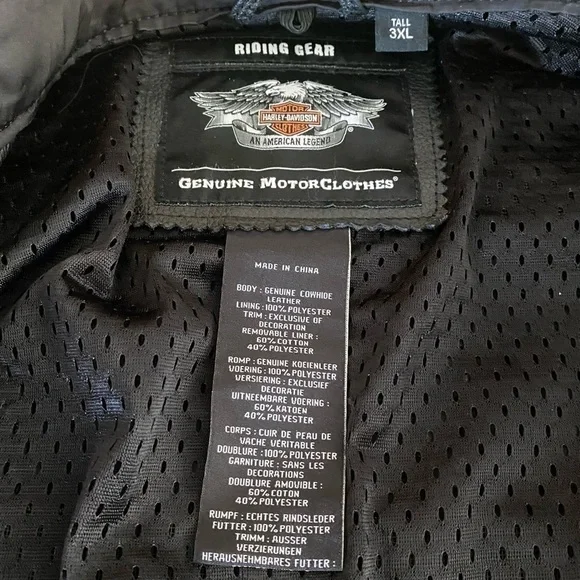 TALL
3XL
RIDING GEAR
MOTOR
HARLEY-DAVIDSON
CLOTHES
AN AMERICAN LEGEND
GENUINE MOTORCLOTHES®
MADE IN CHINA
BODY : GENUINE COWHIDE
LEATHER
LINING : 100% POLYESTER
TRIM : EXCLUSIVE OF
DECORATION
REMOVABLE LINER :
60% COTTON
40% POLYESTER
ROMP : GENUINE KOEIENLEER
VOERING : 100% POLYESTER
VERSIERING : EXCLUSIEF
DECORATIE
UITNEEMBARE VOERING :
60% KATOEN
40% POLYESTER
CORPS : CUIR DE PEAU DE
VACHE VÉRITABLE
DOUBLURE : 100% POLYESTER
GARNITURE : SANS LES
DECORATIONS
DOUBLURE AMOVIBLE :
60% COTON
40% POLYESTER
RUMPF : ECHTES RINDSLEDER
FUTTER : 100% POLYESTER
TRIMM : AUSSER
VERZIERUNGEN
HERAUSNEHMBARES FUTTER :